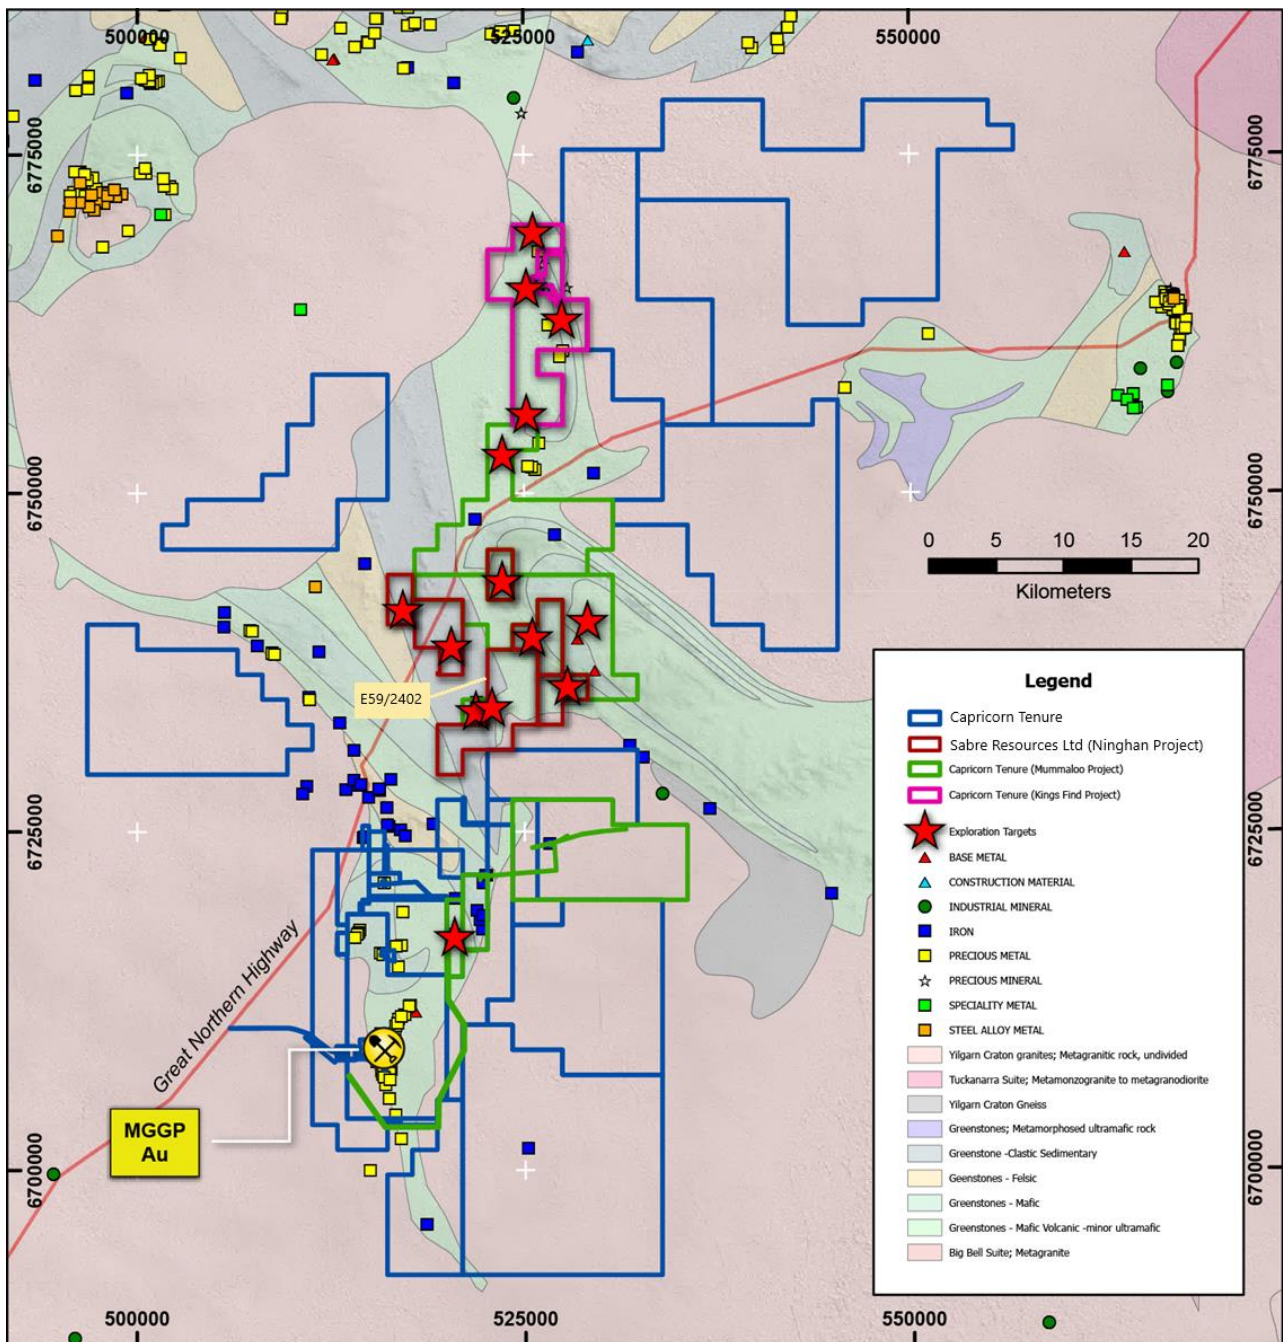 500000
525000
550000
6775000
6775000
6750000
6750000
0 5 10 15 20
Kilometers
E59/2402
6725000
6725000
Great Northern Highway
MGGP
Au
6700000
6700000
Legend
Capricorn Tenure
Sabre Resources Ltd (Ninghan Project)
Capricorn Tenure (Mummaloo Project)
Capricorn Tenure (Kings Find Project)
Exploration Targets
BASE METAL
CONSTRUCTION MATERIAL
INDUSTRIAL MINERAL
IRON
PRECIOUS METAL
PRECIOUS MINERAL
SPECIALITY METAL
STEEL ALLOY METAL
Yilgarn Craton granites; Metagranitic rock, undivided
Tuckanarra Suite; Metamonzogranite to metagranodiorite
Yilgarn Craton Gneiss
Greenstones; Metamorphosed ultramafic rock
Greenstone -Clastic Sedimentary
Geenstones - Felsic
Greenstones - Mafic
Greenstones - Mafic Volcanic -minor ultramafic
Big Bell Suite; Metagranite
500000
525000
550000